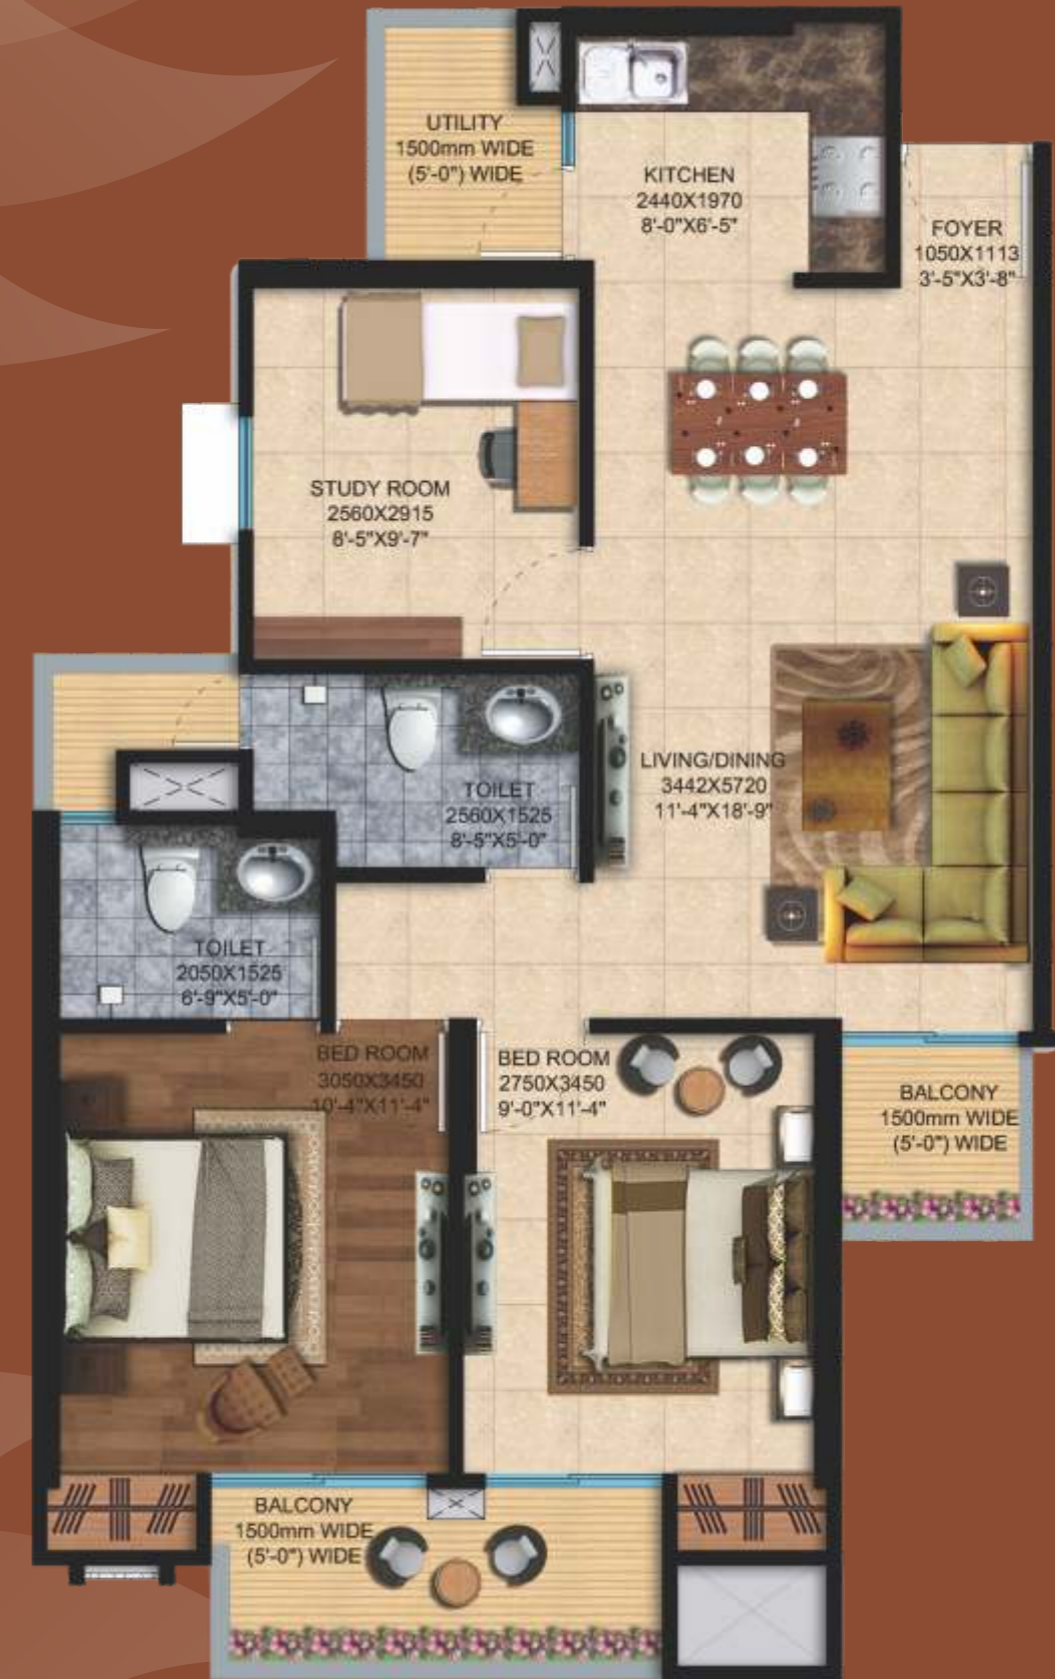 UTILITY
1500mm WIDE
(5'-0") WIDE
KITCHEN
2440X1970
8'-0"X6'-5"
FOYER
1050X1113
3'-5"X3'-8"
STUDY ROOM
2560X2915
8'-5"X9'-7"
LIVING/DINING
3442X5720
11'-4"X18'-9"
TOILET
2560X1525
8'-5"X5'-0"
TOILET
2050X1525
6'-9"X5'-0"
BED ROOM
3050X3450
10'-4"X11'-4"
BED ROOM
2750X3450
9'-0"X11'-4"
BALCONY
1500mm WIDE
(5'-0") WIDE
BALCONY
1500mm WIDE
(5'-0") WIDE